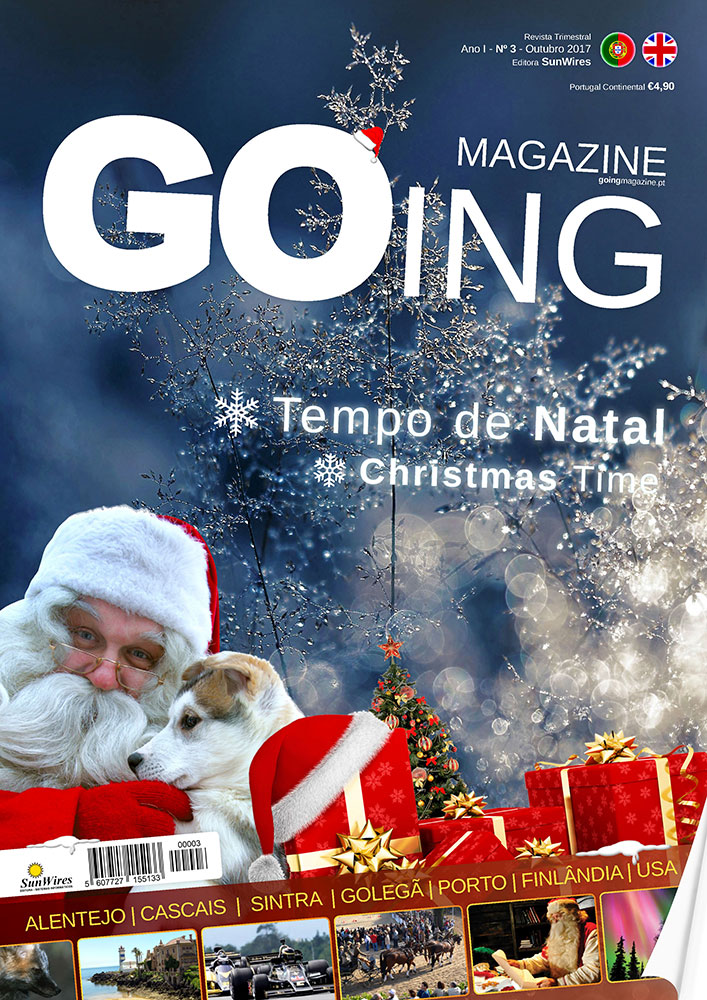 Revista Trimestral
Ano I - Nº 3 - Outubro 2017
Editora SunWires
Portugal Continental €4,90
GOING
MAGAZINE
goingmagazine.pt
Tempo de Natal
Christmas Time
00003
5 607727 155133
SunWires
ALENTEJO | CASCAIS | SINTRA | GOLEGÃ | PORTO | FINLÂNDIA | USA